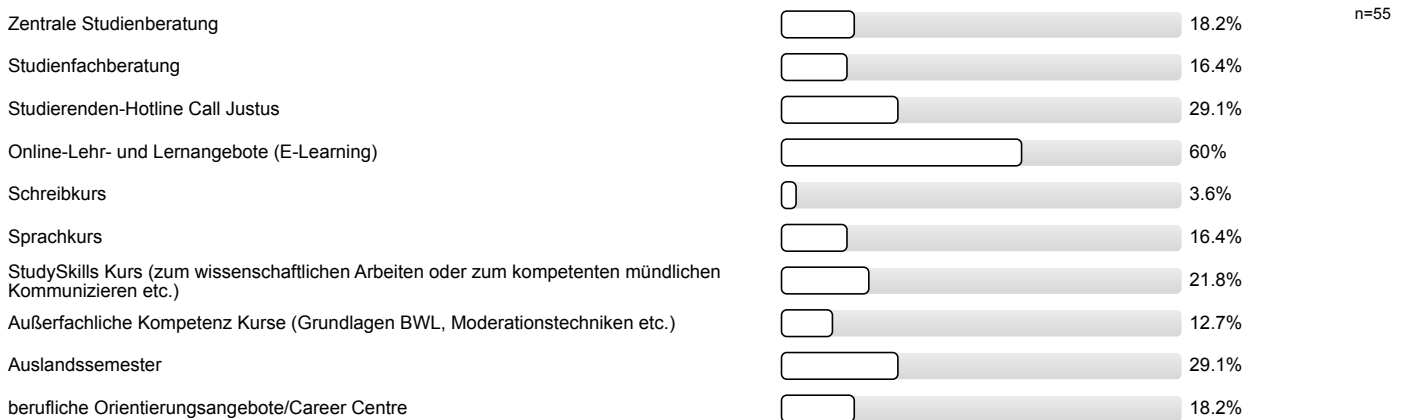 Zentrale Studienberatung 18.2% n=55
Studienfachberatung 16.4%
Studierenden-Hotline Call Justus 29.1%
Online-Lehr- und Lernangebote (E-Learning) 60%
Schreibkurs 3.6%
Sprachkurs 16.4%
StudySkills Kurs (zum wissenschaftlichen Arbeiten oder zum kompetenten mündlichen
Kommunizieren etc.) 21.8%
Außerfachliche Kompetenz Kurse (Grundlagen BWL, Moderationstechniken etc.) 12.7%
Auslandssemester 29.1%
berufliche Orientierungsangebote/Career Centre 18.2%